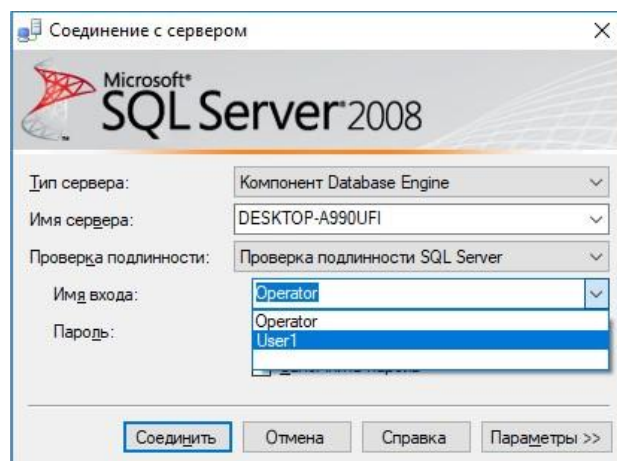 Соединение с сервером
Microsoft®
SQL Server® 2008
Тип сервера: Компонент Database Engine
Имя сервера: DESKTOP-A990UFI
Проверка подлинности: Проверка подлинности SQL Server
Имя входа: Operator
Operator
Пароль: User1
Соединить Отмена Справка Параметры >>